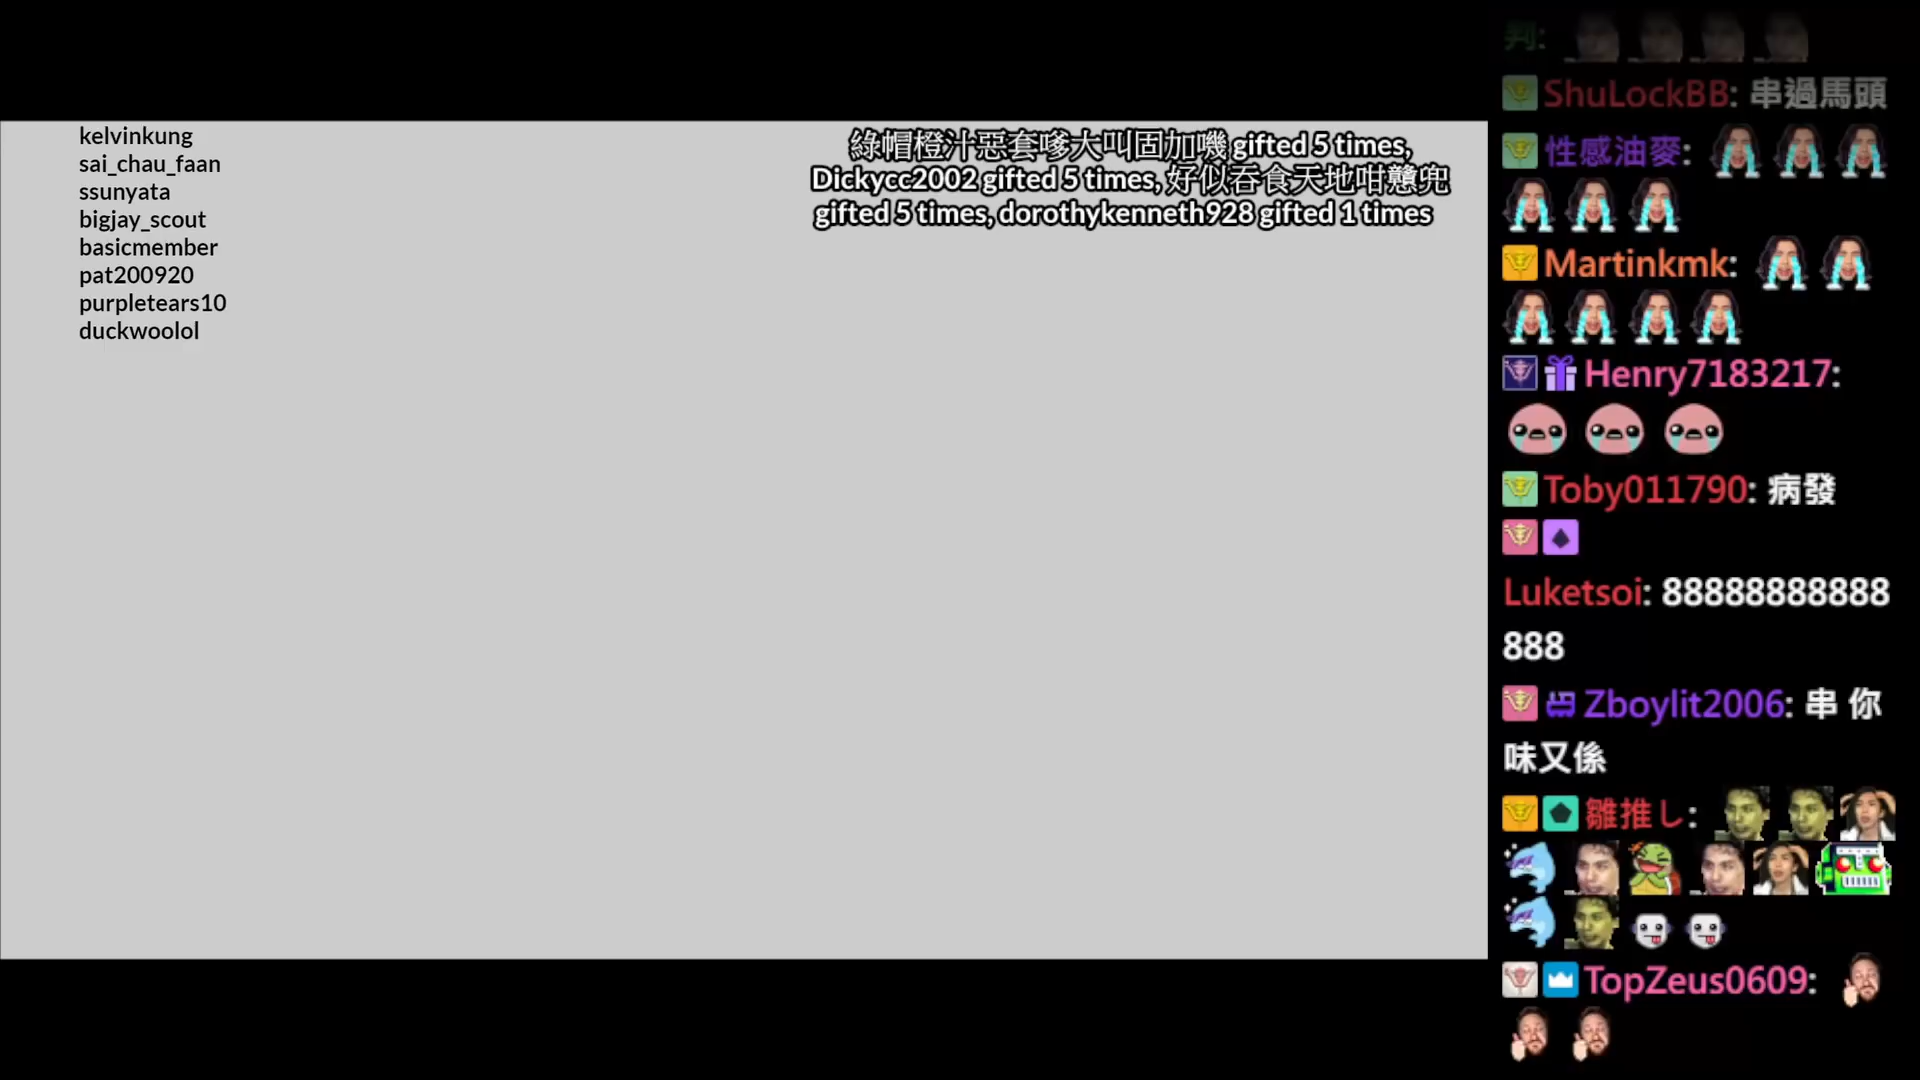 kelvinkung
sai_chau_faan
ssunyata
bigjay_scout
basicmember
pat200920
purpletears10
duckwoolol
綠帽橙汁惡套嗲大叫固加嘰 gifted 5 times,
Dickycc2002 gifted 5 times, 好似吞食天地咁戇兜
gifted 5 times, dorothykenneth928 gifted 1 times
判:
ShuLockBB: 串過馬頭
性感油麥:
Martinkmk:
Henry7183217:
Toby011790: 病發
Luketsoi: 88888888888
888
Zboylit2006: 串 你
味又係
雛推し:
TopZeus0609: